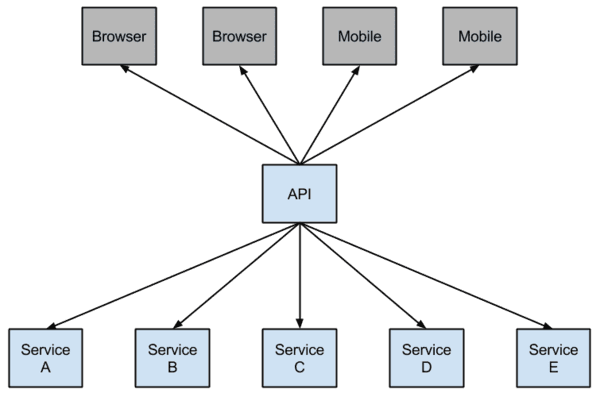 Browser
Browser
Mobile
Mobile
API
Service
A
Service
B
Service
C
Service
D
Service
E